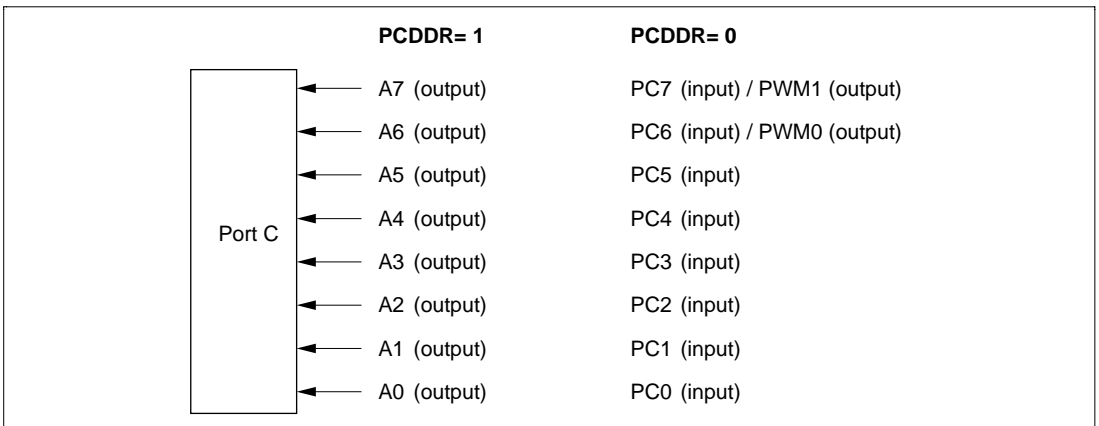 PCDDR= 1 PCDDR= 0
A7 (output) PC7 (input) / PWM1 (output)
A6 (output) PC6 (input) / PWM0 (output)
A5 (output) PC5 (input)
A4 (output) PC4 (input)
Port C
A3 (output) PC3 (input)
A2 (output) PC2 (input)
A1 (output) PC1 (input)
A0 (output) PC0 (input)